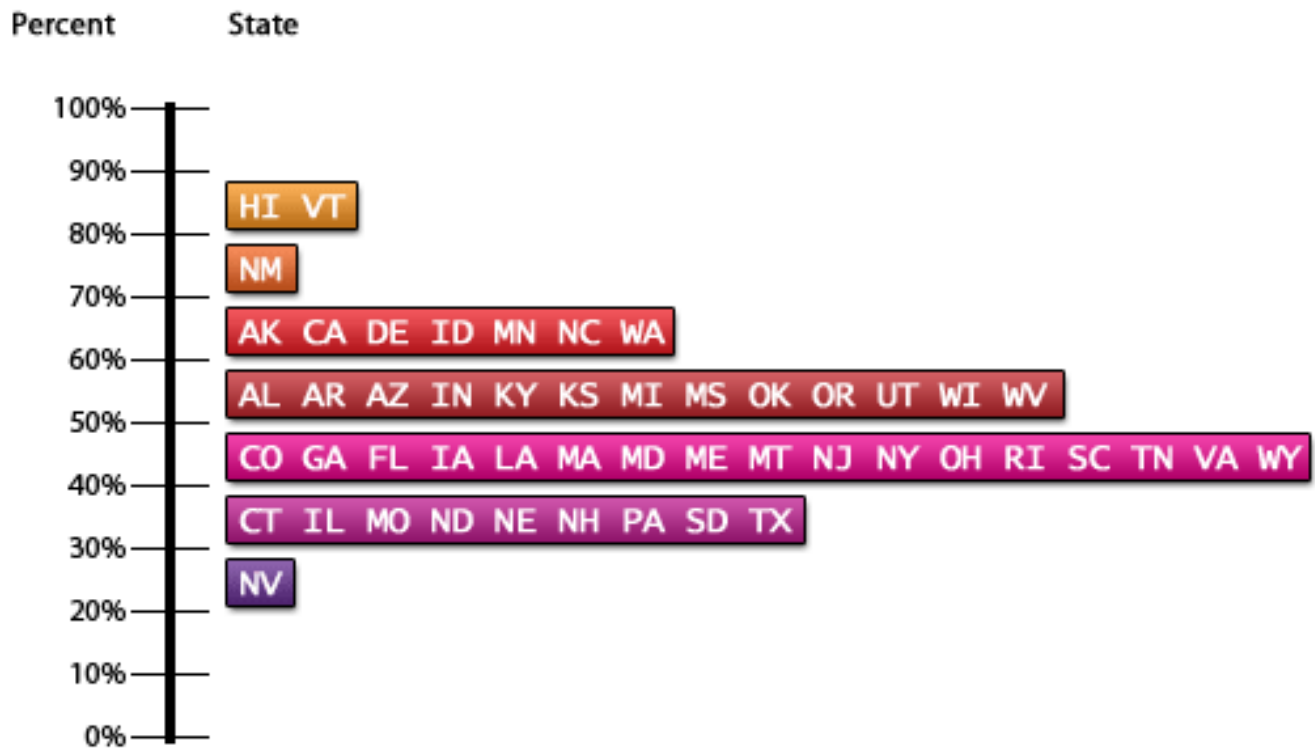 Percent State
100%
90%
HI VT
80%
NM
70%
AK CA DE ID MN NC WA
60%
AL AR AZ IN KY KS MI MS OK OR UT WI WV
50%
CO GA FL IA LA MA MD ME MT NJ NY OH RI SC TN VA WY
40%
CT IL MO ND NE NH PA SD TX
30%
NV
20%
10%
0%